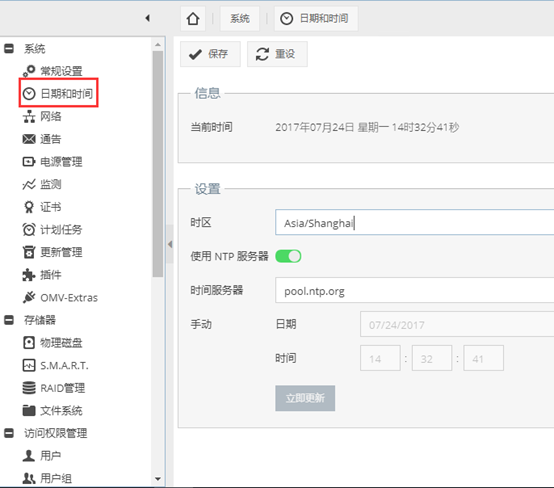 系统
日期和时间
系统
常规设置
日期和时间
网络
通告
电源管理
监测
证书
计划任务
更新管理
插件
OMV-Extras
存储器
物理磁盘
S.M.A.R.T.
RAID管理
文件系统
访问权限管理
用户
用户组
保存
重设
信息
当前时间 2017年07月24日 星期一 14时32分41秒
设置
时区 Asia/Shanghai
使用 NTP 服务器
时间服务器 pool.ntp.org
手动 日期 07/24/2017
时间 14 : 32 : 41
立即更新